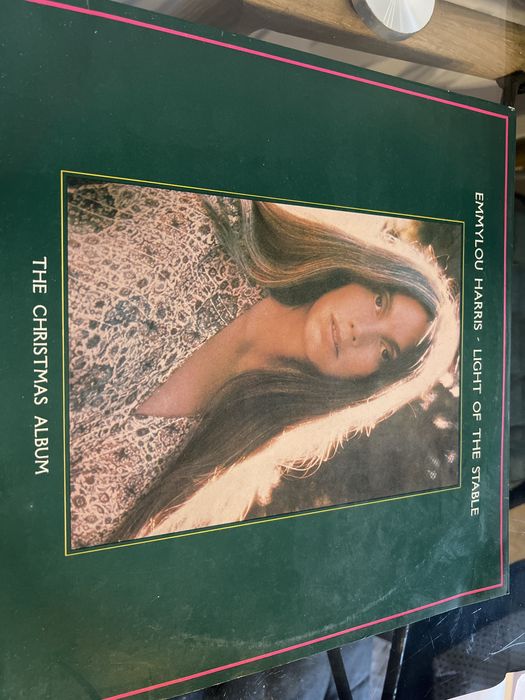 EMMYLOU HARRIS - LIGHT OF THE STABLE
THE CHRISTMAS ALBUM